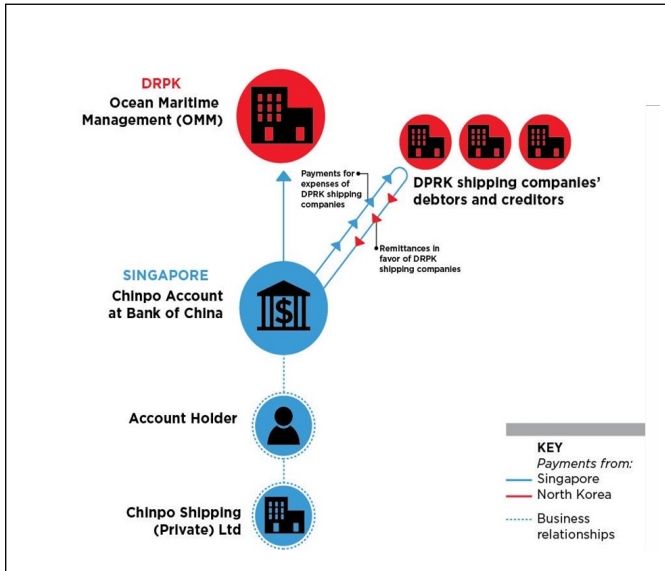 DRPK
Ocean Maritime
Management (OMM)
Payments for
expenses of
DPRK shipping
companies
DPRK shipping companies’
debtors and creditors
Remittances in
favor of DPRK
shipping companies
SINGAPORE
Chinpo Account
at Bank of China
$
Account Holder
Chinpo Shipping
(Private) Ltd
KEY
Payments from:
Singapore
North Korea
Business
relationships